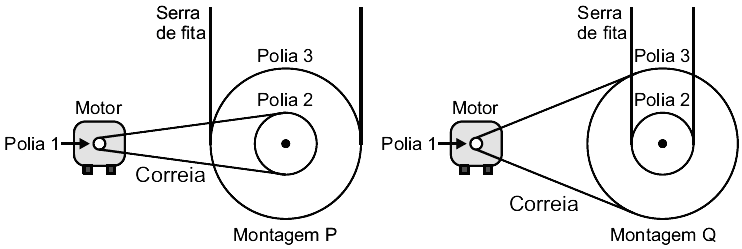 Serra
de fita
Polia 3
Polia 2
Motor
Polia 1
Correia
Montagem P
Serra
de fita
Polia 3
Polia 2
Motor
Polia 1
Correia
Montagem Q